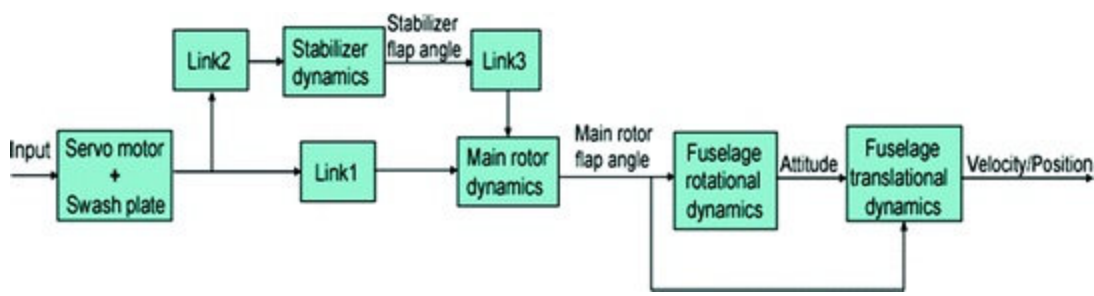 Input
Servo motor
+
Swash plate
Link2
Stabilizer
dynamics
Stabilizer
flap angle
Link3
Link1
Main rotor
dynamics
Main rotor
flap angle
Fuselage
rotational
dynamics
Attitude
Fuselage
translational
dynamics
Velocity/Position